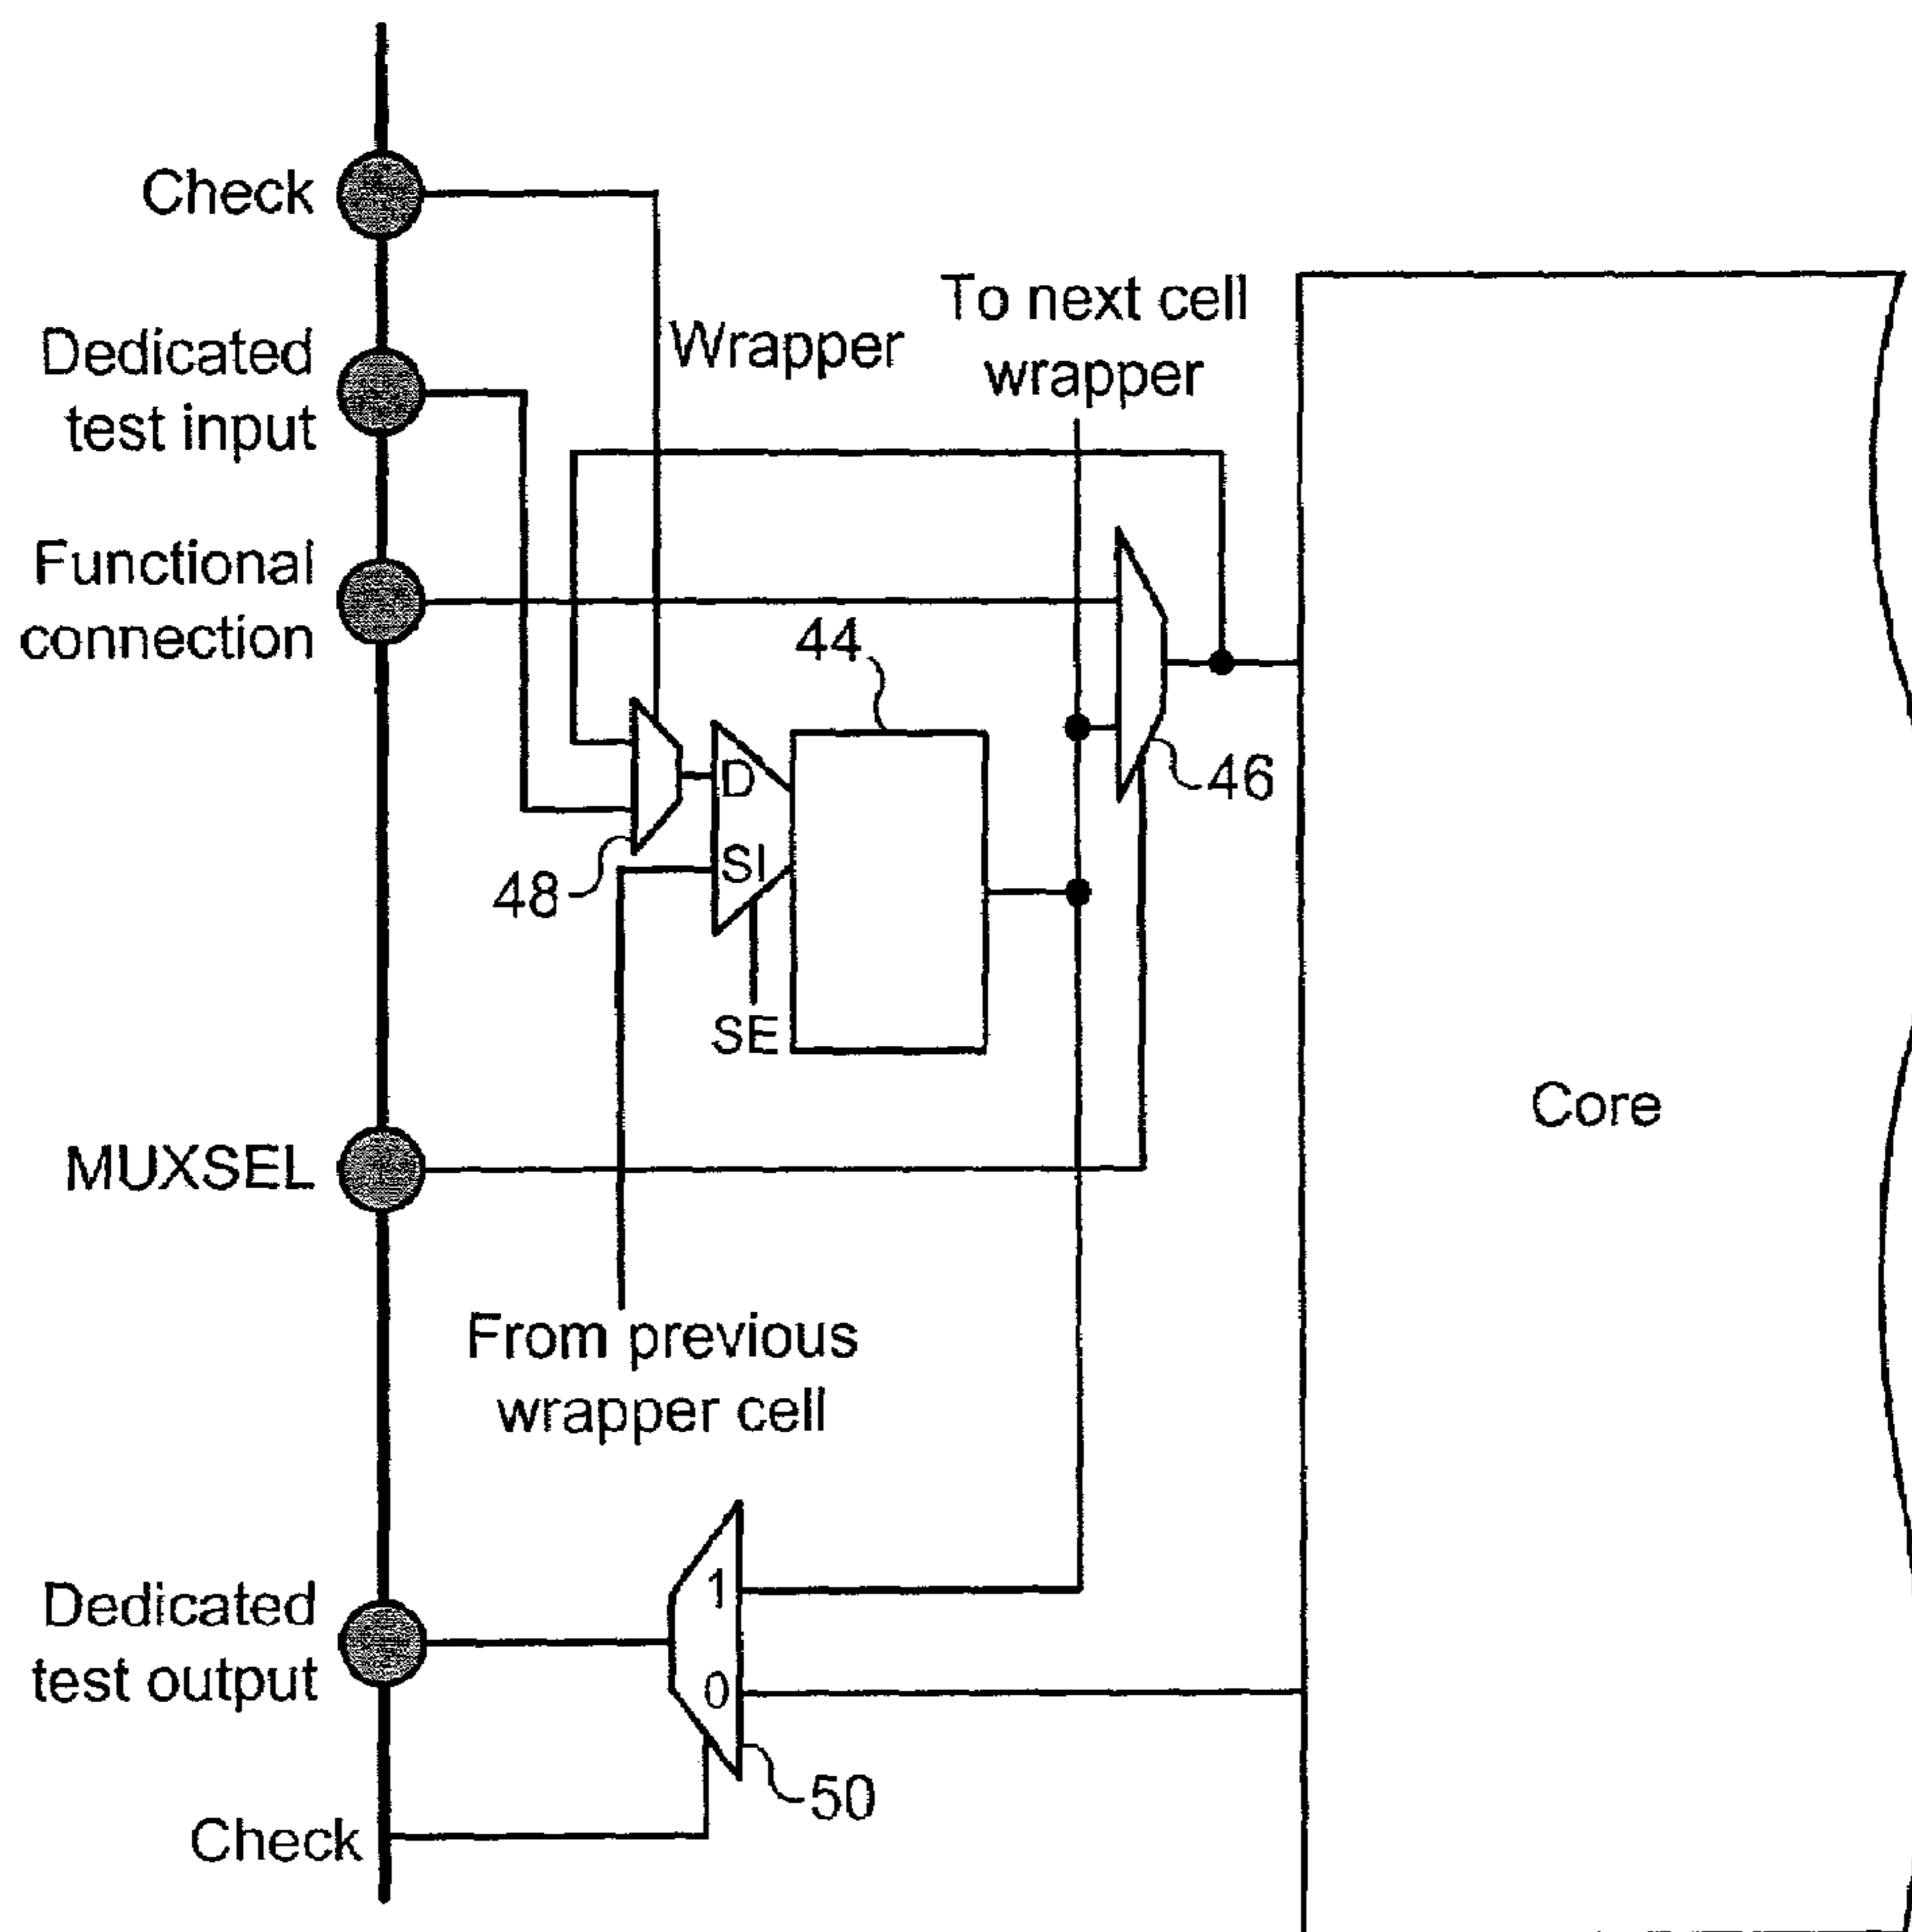 Check
Dedicated
test input
Functional
connection
MUXSEL
Dedicated
test output
Check
Wrapper
To next cell
wrapper
44
46
48
D
SI
SE
From previous
wrapper cell
1
0
50
Core